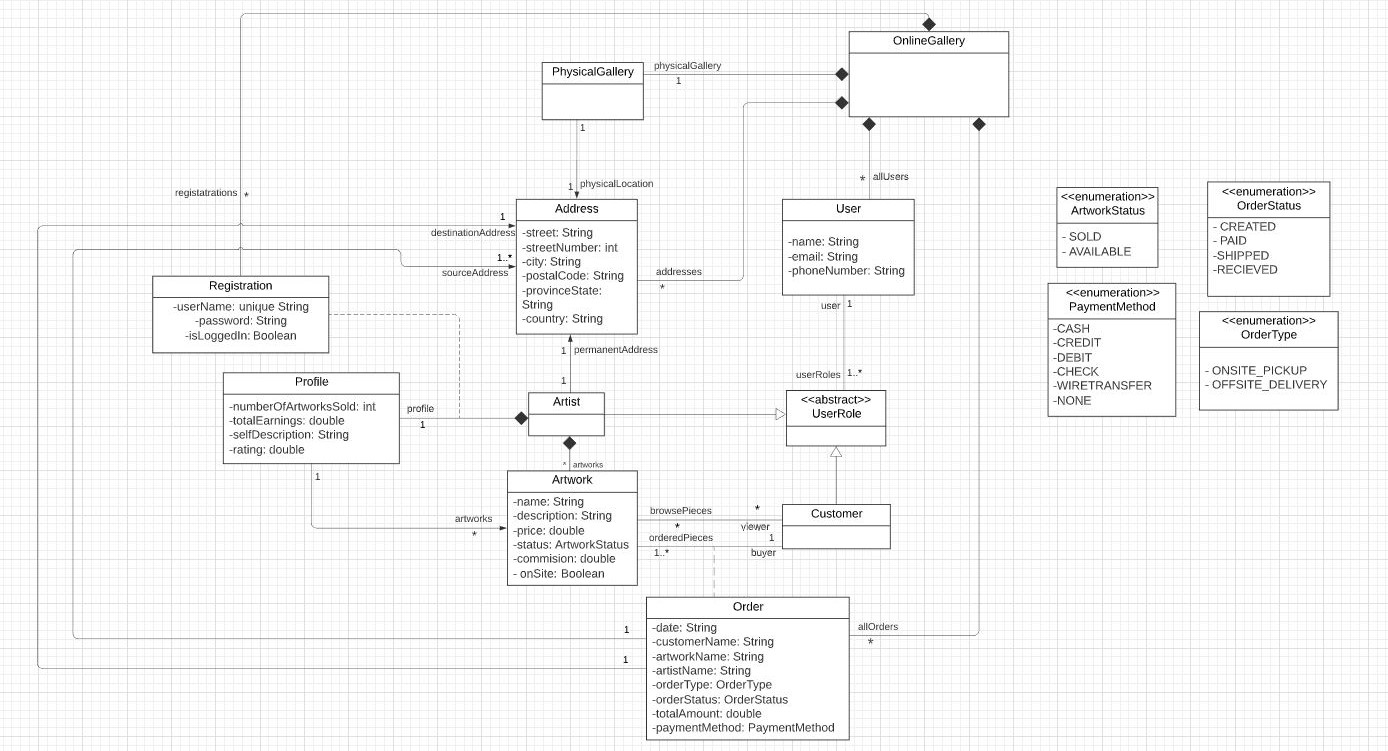 OnlineGallery
PhysicalGallery
physicalGallery
1
1
* allUsers
registatrations *
1 physicalLocation
Address
-street: String
-streetNumber: int
-city: String
-postalCode: String
-provinceState:
String
-country: String
1
destinationAddress
1..*
sourceAddress
addresses
*
User
-name: String
-email: String
-phoneNumber: String
user 1
userRoles 1..*
<<enumeration>>
ArtworkStatus
- SOLD
- AVAILABLE
<<enumeration>>
OrderStatus
- CREATED
- PAID
-SHIPPED
-RECIEVED
<<enumeration>>
PaymentMethod
-CASH
-CREDIT
-DEBIT
-CHECK
-WIRETRANSFER
-NONE
<<enumeration>>
OrderType
- ONSITE_PICKUP
- OFFSITE_DELIVERY
Registration
-userName: unique String
-password: String
-isLoggedIn: Boolean
1 permanentAddress
1
Profile
-numberOfArtworksSold: int
-totalEarnings: double
-selfDescription: String
-rating: double
profile
1
Artist
<<abstract>>
UserRole
* artworks
1
artworks
*
Artwork
-name: String
-description: String
-price: double
-status: ArtworkStatus
-commision: double
- onSite: Boolean
browsePieces *
* viewer
orderedPieces 1
1..* buyer
Customer
Order
-date: String
-customerName: String
-artworkName: String
-artistName: String
-orderType: OrderType
-orderStatus: OrderStatus
-totalAmount: double
-paymentMethod: PaymentMethod
1
1
allOrders
*